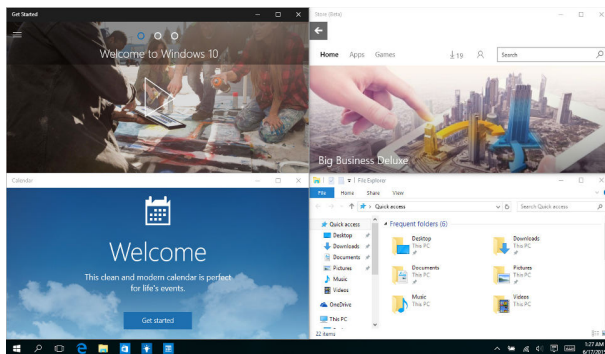 Get Started
Welcome to Windows 10
Store (Beta)
Home Apps Games
19
Search
Big Business Deluxe
Calendar
Welcome
This clean and modern calendar is perfect
for life's events.
Get started
File Explorer
File Home Share View
Quick access
Search Quick access
Quick access
Desktop
Downloads
Documents
Pictures
Music
Videos
OneDrive
This PC
Frequent folders (6)
Desktop
This PC
Downloads
This PC
Documents
This PC
Pictures
This PC
Music
This PC
Videos
This PC
22 items
1:27 AM